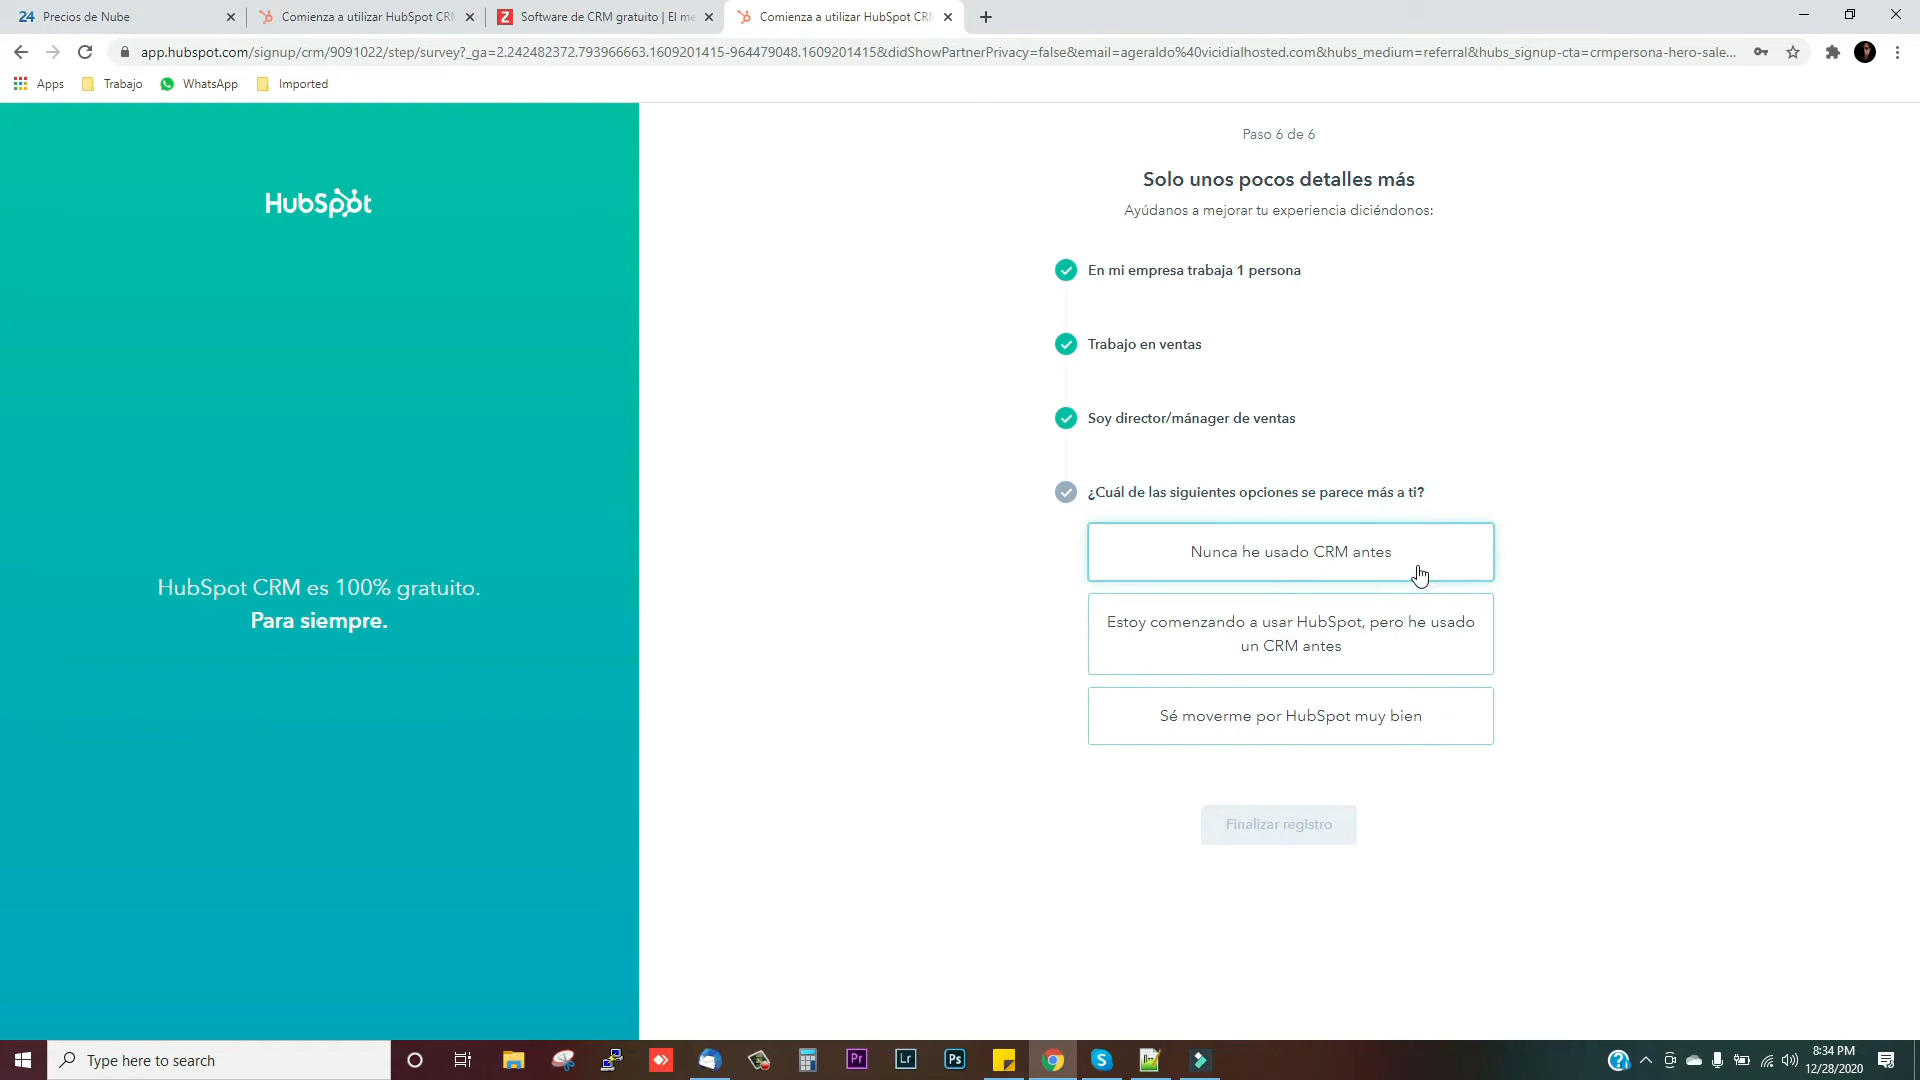 24 Precios de Nube
Comienza a utilizar HubSpot CRM
Software de CRM gratuito | El me
Comienza a utilizar HubSpot CRM
app.hubspot.com/signup/crm/9091022/step/survey?_ga=2.242482372.793966663.1609201415-964479048.1609201415&didShowPartnerPrivacy=false&email=ageraldo%40vicidialhosted.com&hubs_medium=referral&hubs_signup-cta=crmpersona-hero-sale...
Apps
Trabajo
WhatsApp
Imported
HubSpot
HubSpot CRM es 100% gratuito.
Para siempre.
Paso 6 de 6
Solo unos pocos detalles más
Ayúdanos a mejorar tu experiencia diciéndonos:
En mi empresa trabaja 1 persona
Trabajo en ventas
Soy director/mánager de ventas
¿Cuál de las siguientes opciones se parece más a ti?
Nunca he usado CRM antes
Estoy comenzando a usar HubSpot, pero he usado
un CRM antes
Sé moverme por HubSpot muy bien
Finalizar registro
Type here to search
Pr
Lr
Ps
8:34 PM
12/28/2020